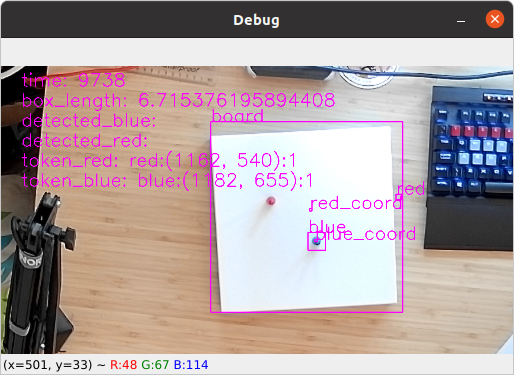 Debug
time: 9738
box_length: 6.715376195894408
detected_blue:
board
detected_red:
token_red: red:(1162, 540):1
token_blue: blue:(1182, 655):1
red
red_coord
blue
blue_coord
(x=501, y=33) ~ R:48 G:67 B:114